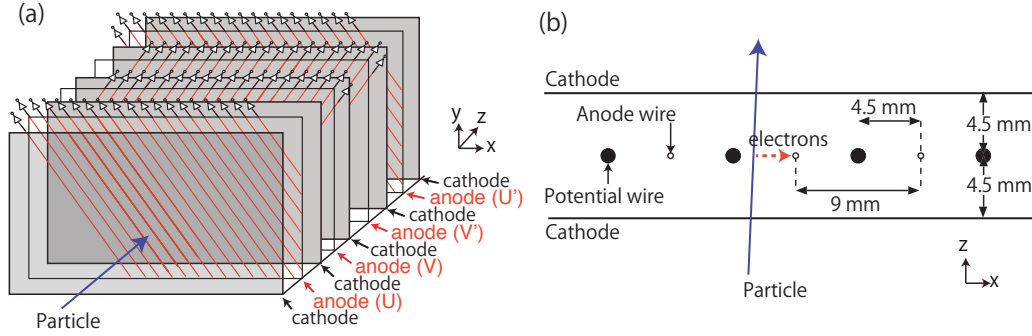 (a)
y
z
x
cathode
anode (U’)
cathode
anode (V’)
cathode
anode (V)
cathode
anode (U)
cathode
Particle
(b)
Cathode
Anode wire
4.5 mm
4.5 mm
electrons
Potential wire
9 mm
4.5 mm
Cathode
z
x
Particle